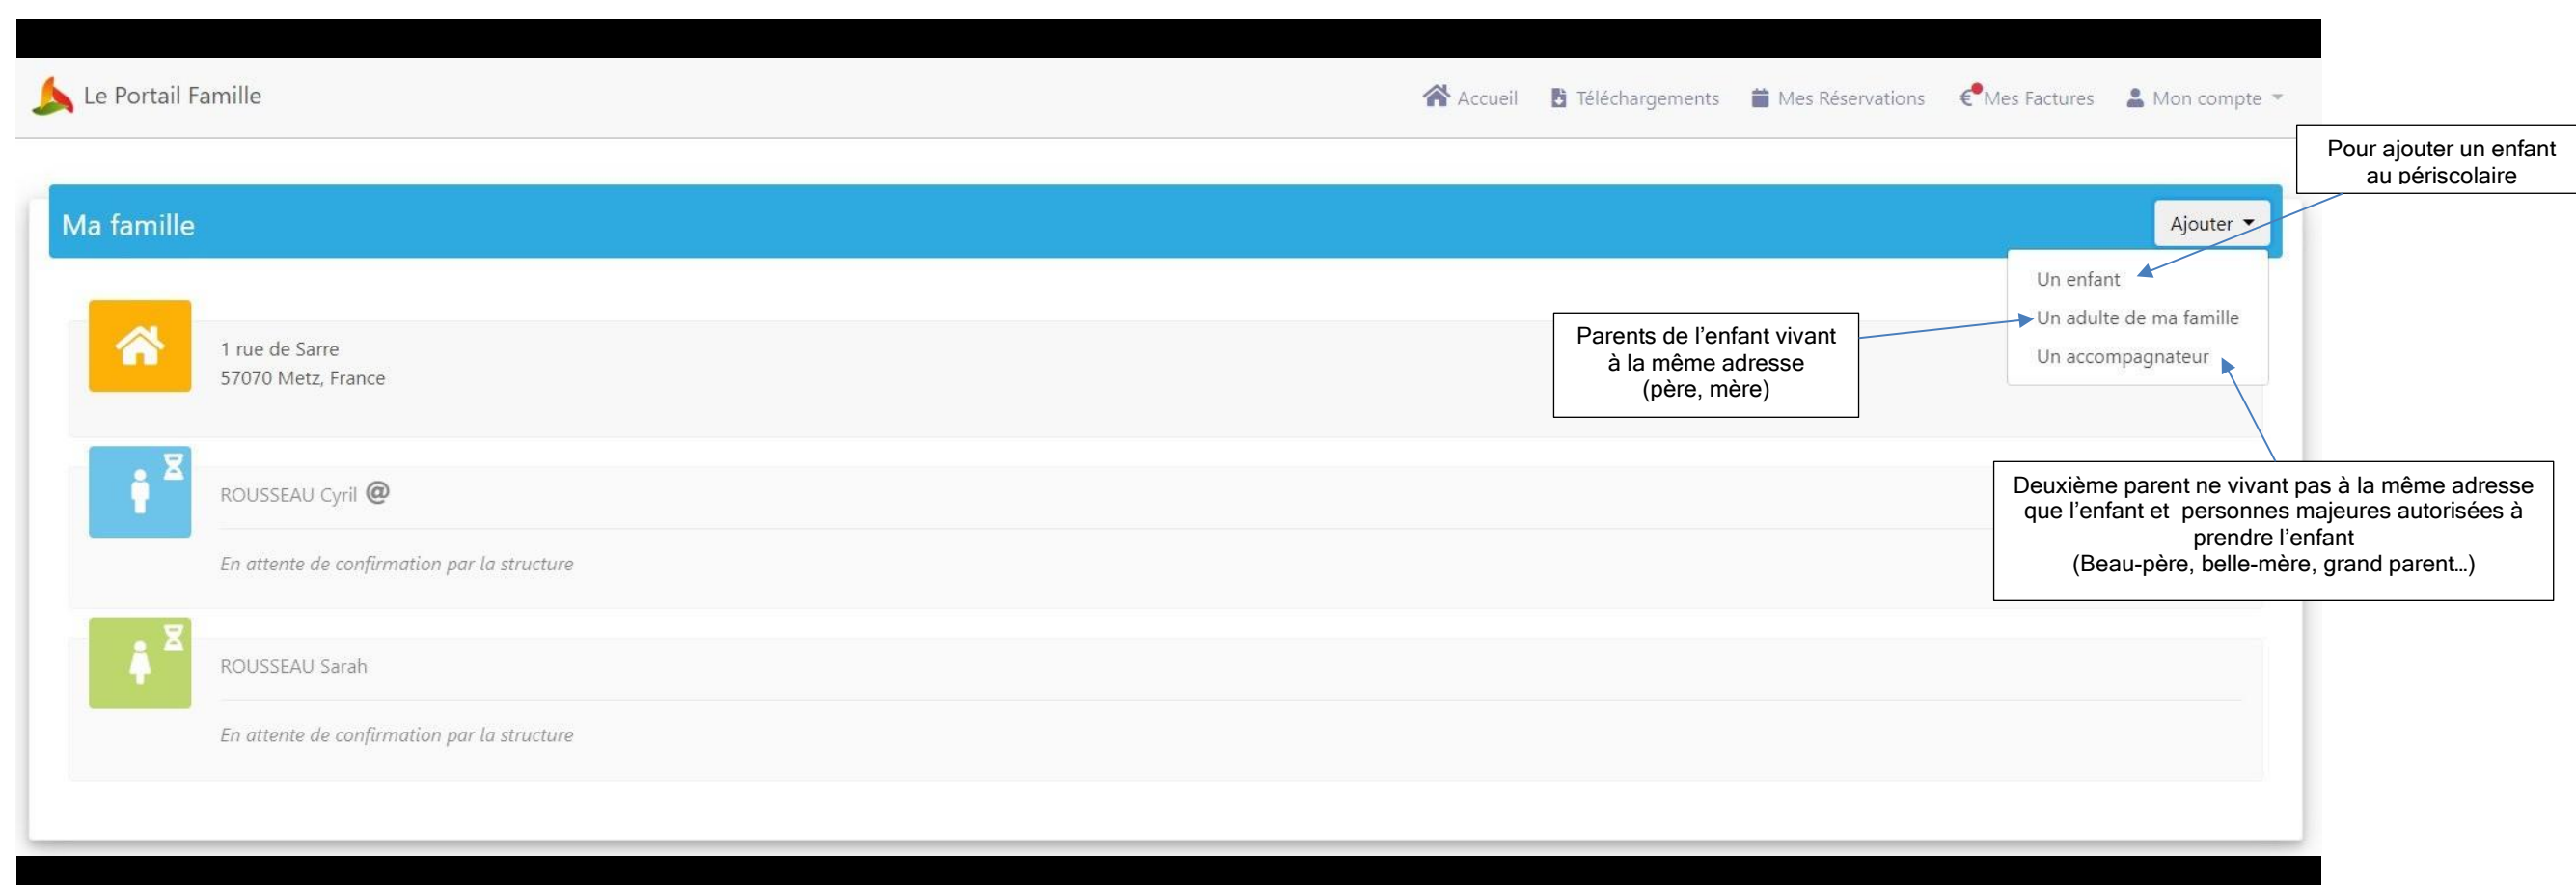 Le Portail Famille
Accueil
Téléchargements
Mes Réservations
€ Mes Factures
Mon compte
Pour ajouter un enfant
au périscolaire
Ma famille
Ajouter
Un enfant
Un adulte de ma famille
Un accompagnateur
Parents de l’enfant vivant
à la même adresse
(père, mère)
1 rue de Sarre
57070 Metz, France
Deuxième parent ne vivant pas à la même adresse
que l’enfant et  personnes majeures autorisées à
prendre l’enfant
(Beau-père, belle-mère, grand parent…)
ROUSSEAU Cyril @
En attente de confirmation par la structure
ROUSSEAU Sarah
En attente de confirmation par la structure